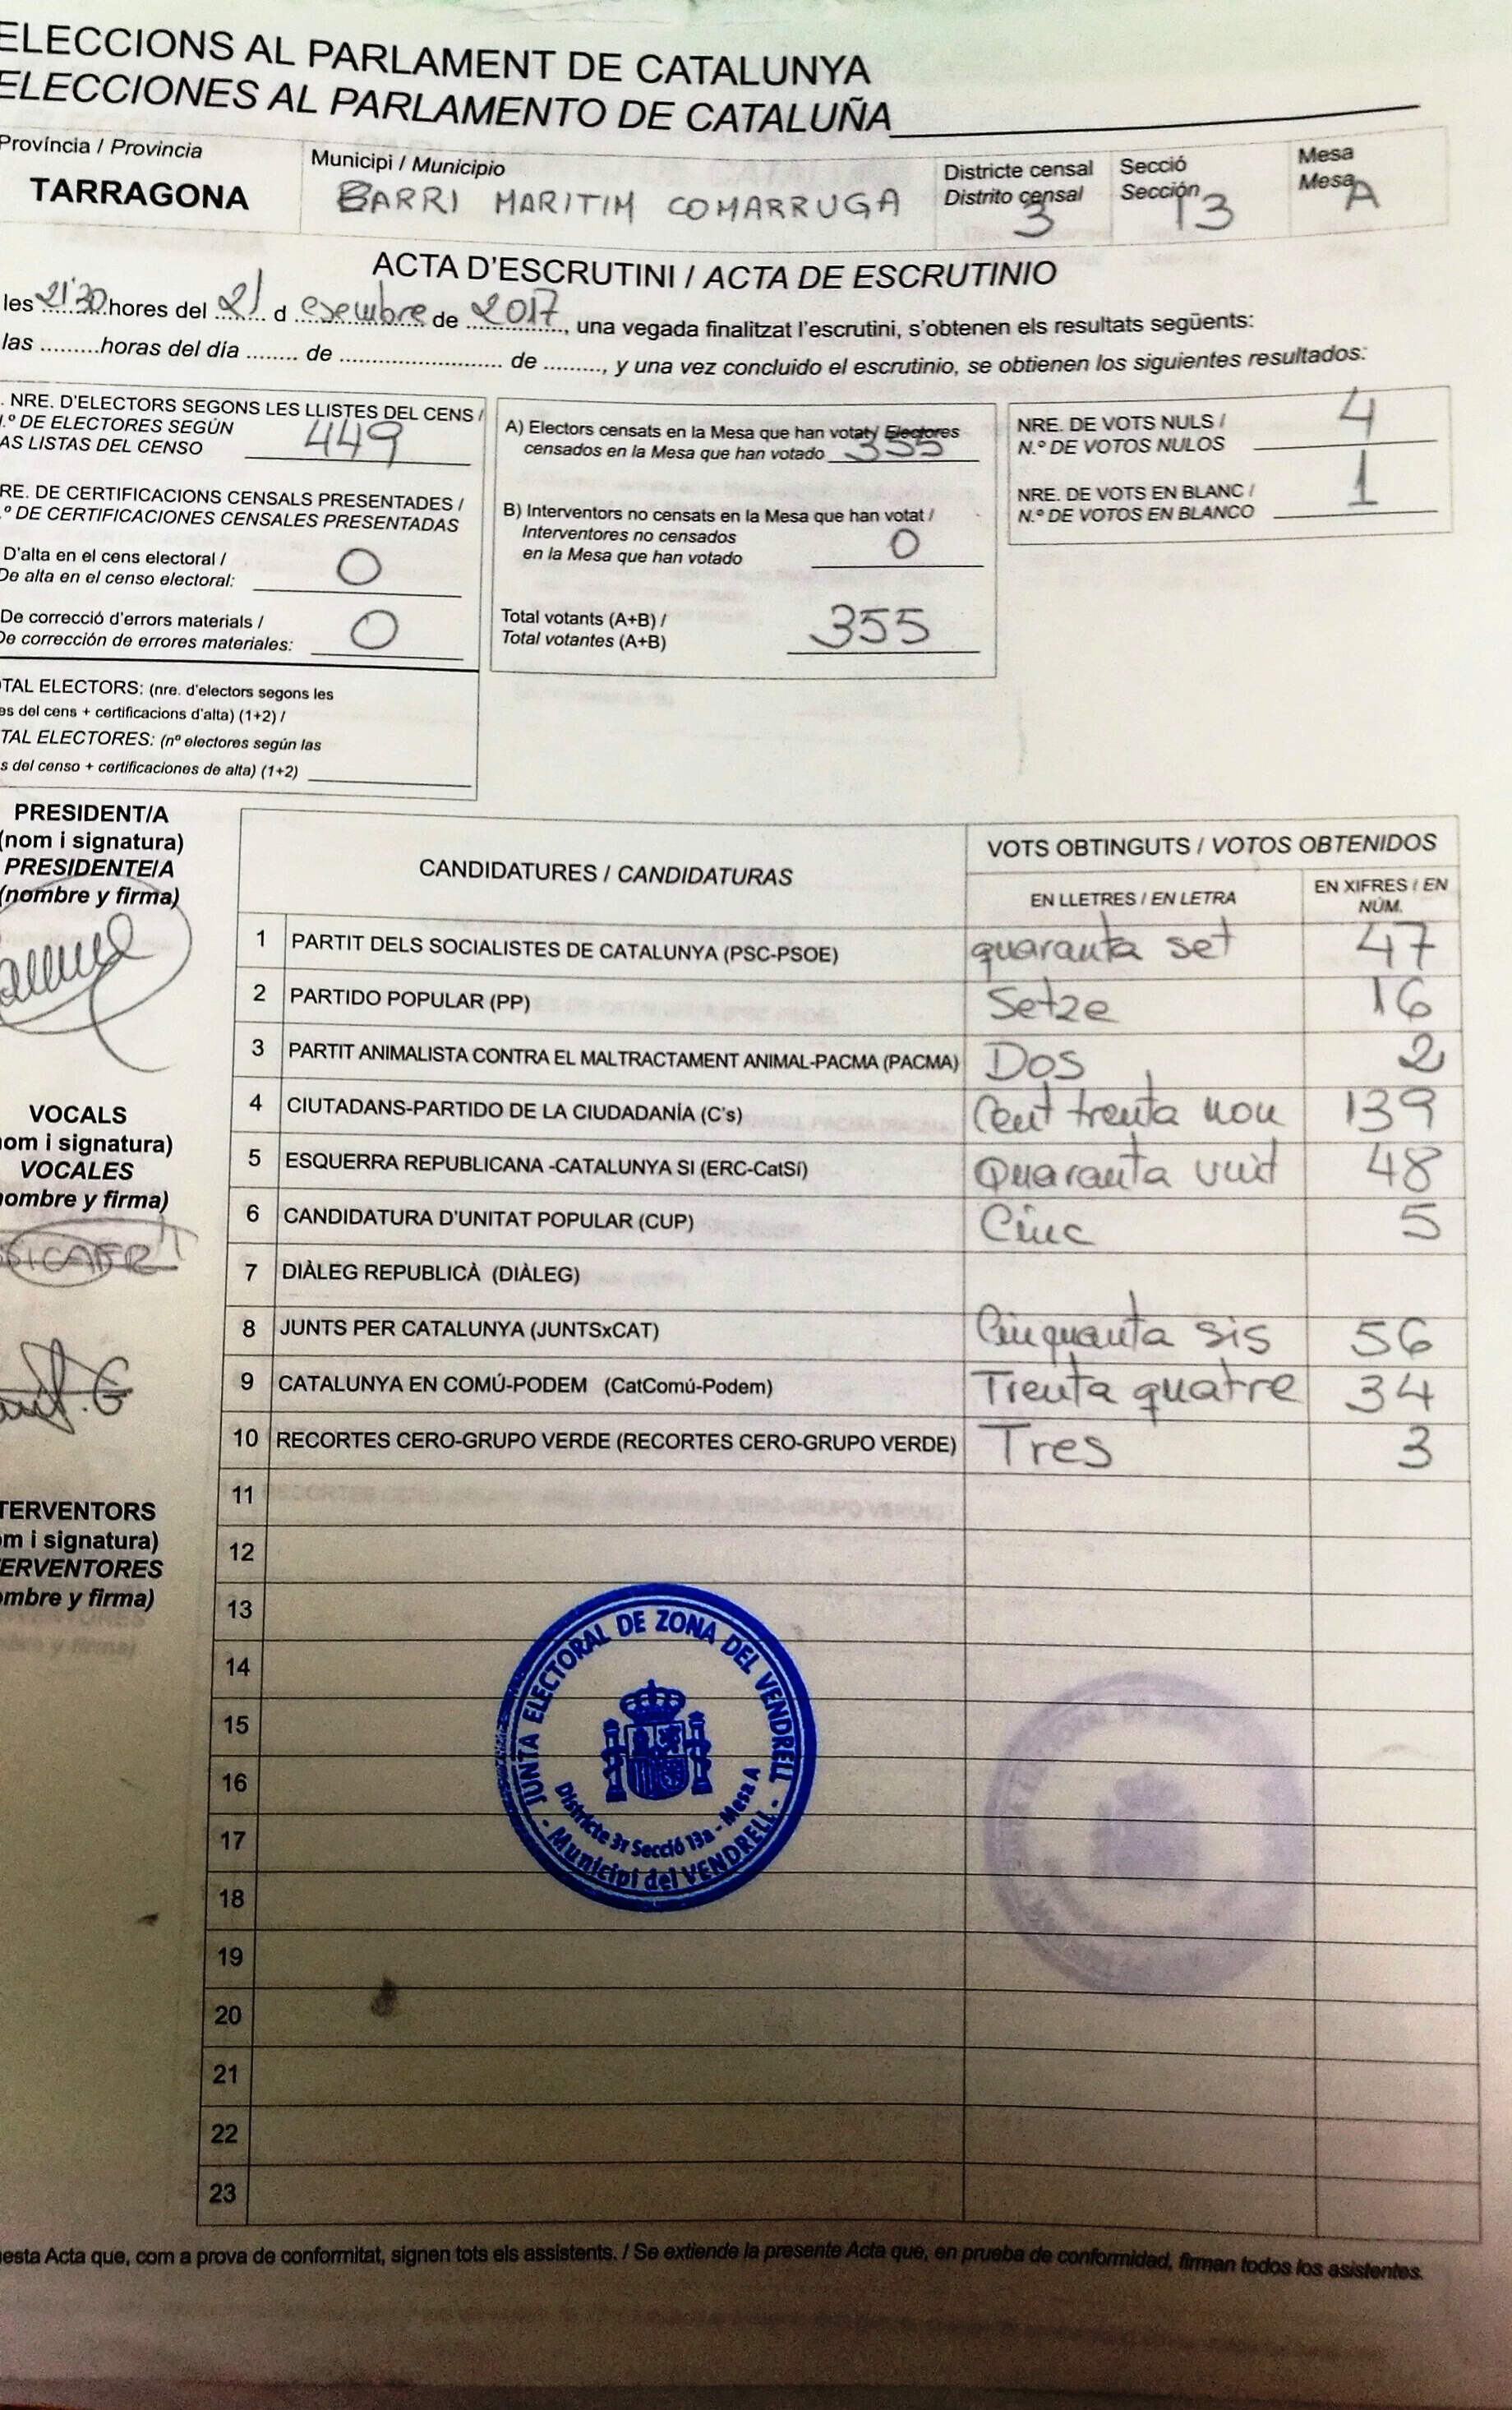 ELECCIONS AL PARLAMENT DE CATALUNYA
ELECCIONES AL PARLAMENTO DE CATALUÑA
Província / Provincia
TARRAGONA
Municipi / Municipio
BARRI MARITIM COMARRUGA
Districte censal
Distrito censal
3
Secció
Sección
13
Mesa
Mesa
A
ACTA D'ESCRUTINI / ACTA DE ESCRUTINIO
les 21'30 hores del 21 d esembre de 2017, una vegada finalitzat l'escrutini, s'obtenen els resultats següents:
las .........horas del día ........ de ........................... de ........., y una vez concluido el escrutinio, se obtienen los siguientes resultados:
. NRE. D'ELECTORS SEGONS LES LLISTES DEL CENS /
.º DE ELECTORES SEGÚN
AS LISTAS DEL CENSO 449
RE. DE CERTIFICACIONS CENSALS PRESENTADES /
.º DE CERTIFICACIONES CENSALES PRESENTADAS
D'alta en el cens electoral /
De alta en el censo electoral: 0
De correcció d'errors materials /
De corrección de errores materiales: 0
TAL ELECTORS: (nre. d'electors segons les
es del cens + certificacions d'alta) (1+2) /
TAL ELECTORES: (nº electores según las
s del censo + certificaciones de alta) (1+2)
A) Electors censats en la Mesa que han votat / Electores
censados en la Mesa que han votado 355
B) Interventors no censats en la Mesa que han votat /
Interventores no censados
en la Mesa que han votado 0
Total votants (A+B) /
Total votantes (A+B) 355
NRE. DE VOTS NULS /
N.º DE VOTOS NULOS 4
NRE. DE VOTS EN BLANC /
N.º DE VOTOS EN BLANCO 1
PRESIDENT/A
(nom i signatura)
PRESIDENTE/A
(nombre y firma)
VOCALS
nom i signatura)
VOCALES
nombre y firma)
TERVENTORS
om i signatura)
ERVENTORES
ombre y firma)
CANDIDATURES / CANDIDATURAS
VOTS OBTINGUTS / VOTOS OBTENIDOS
EN LLETRES / EN LETRA
EN XIFRES / EN
NÚM.
1 PARTIT DELS SOCIALISTES DE CATALUNYA (PSC-PSOE) quaranta set 47
2 PARTIDO POPULAR (PP) Setze 16
3 PARTIT ANIMALISTA CONTRA EL MALTRACTAMENT ANIMAL-PACMA (PACMA) Dos 2
4 CIUTADANS-PARTIDO DE LA CIUDADANÍA (C's) Cent trenta nou 139
5 ESQUERRA REPUBLICANA -CATALUNYA SI (ERC-CatSí) Quaranta vuit 48
6 CANDIDATURA D'UNITAT POPULAR (CUP) Cinc 5
7 DIÀLEG REPUBLICÀ (DIÀLEG)
8 JUNTS PER CATALUNYA (JUNTSxCAT) Cinquanta sis 56
9 CATALUNYA EN COMÚ-PODEM (CatComú-Podem) Trenta quatre 34
10 RECORTES CERO-GRUPO VERDE (RECORTES CERO-GRUPO VERDE) Tres 3
11
12
13
14
15
16
17
18
19
20
21
22
23
JUNTA ELECTORAL DE ZONA DEL VENDRELL
Districte 3r Secció 13a - Mesa A
- Municipi del VENDRELL -
esta Acta que, com a prova de conformitat, signen tots els assistents. / Se extiende la presente Acta que, en prueba de conformidad, firman todos los asistentes.